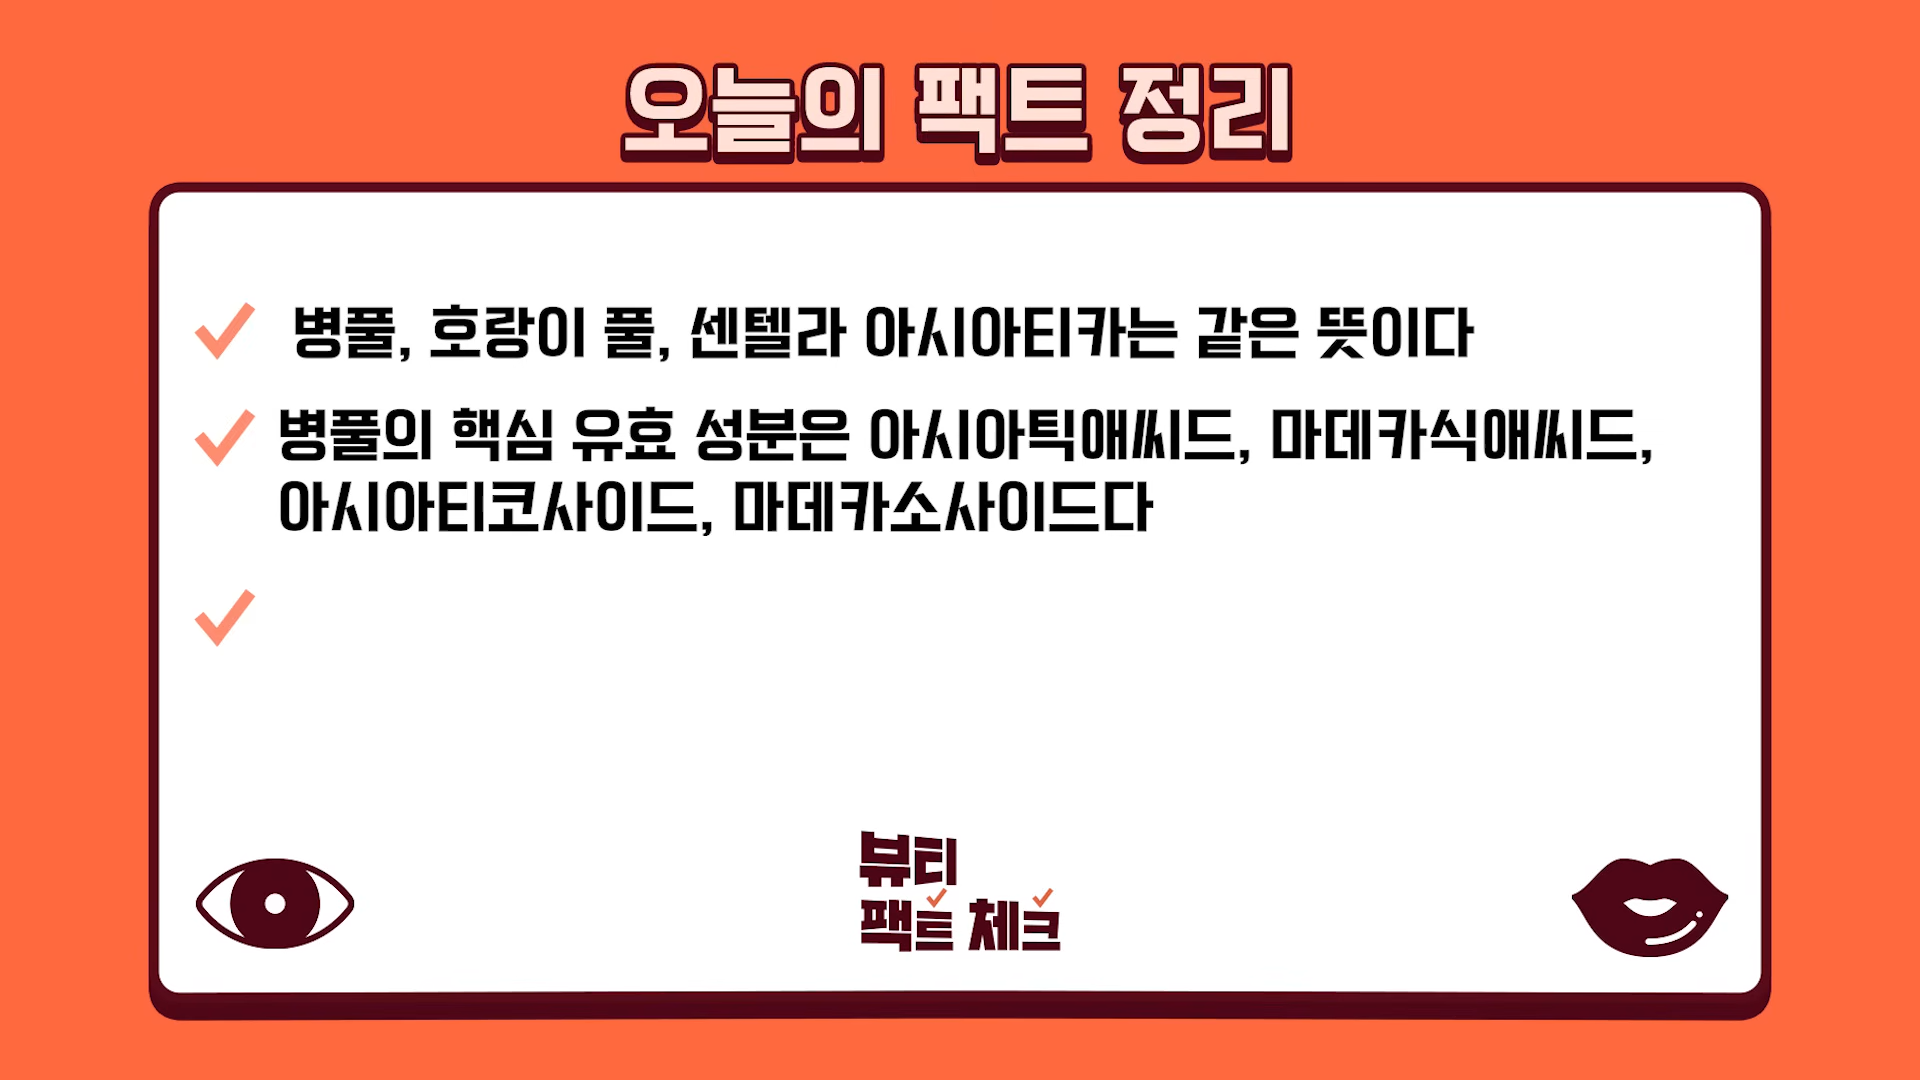 오늘의 팩트 정리
병풀, 호랑이 풀, 센텔라 아시아티카는 같은 뜻이다
병풀의 핵심 유효 성분은 아시아틱애씨드, 마데카식애씨드,
아시아티코사이드, 마데카소사이드다
뷰티
팩트 체크